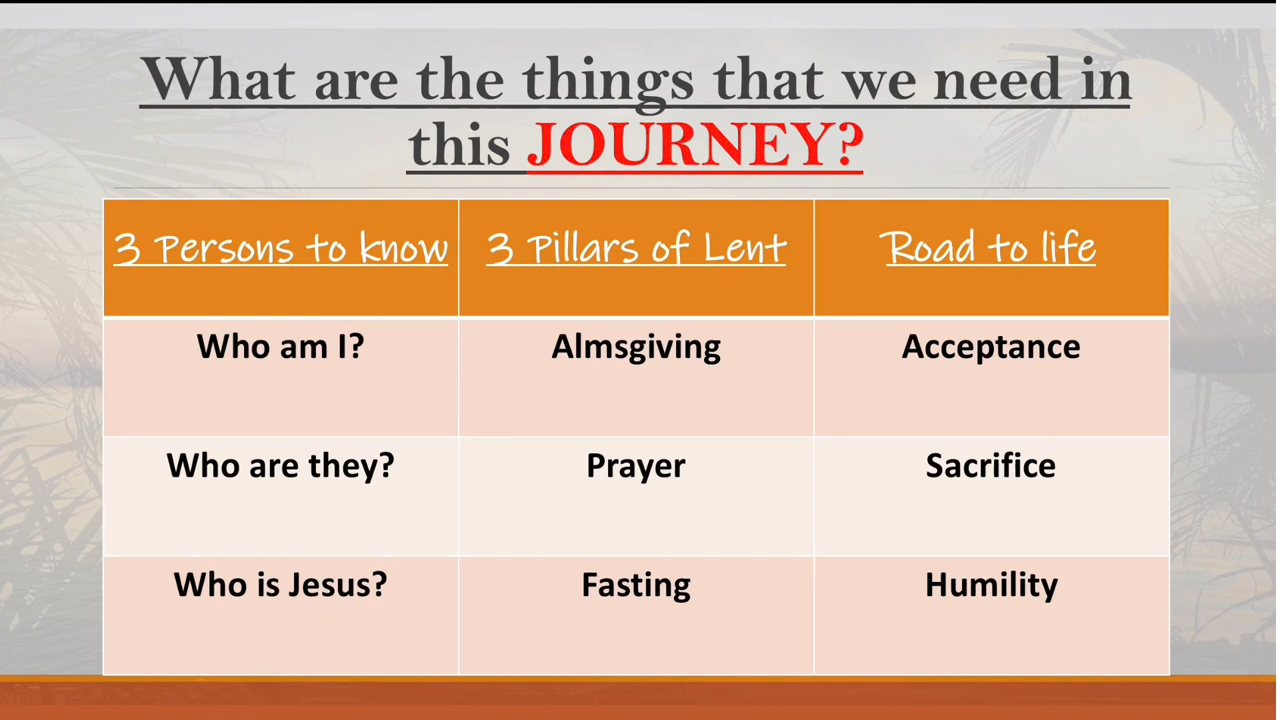 What are the things that we need in
this JOURNEY?
3 Persons to know
3 Pillars of Lent
Road to life
Who am I?
Almsgiving
Acceptance
Who are they?
Prayer
Sacrifice
Who is Jesus?
Fasting
Humility